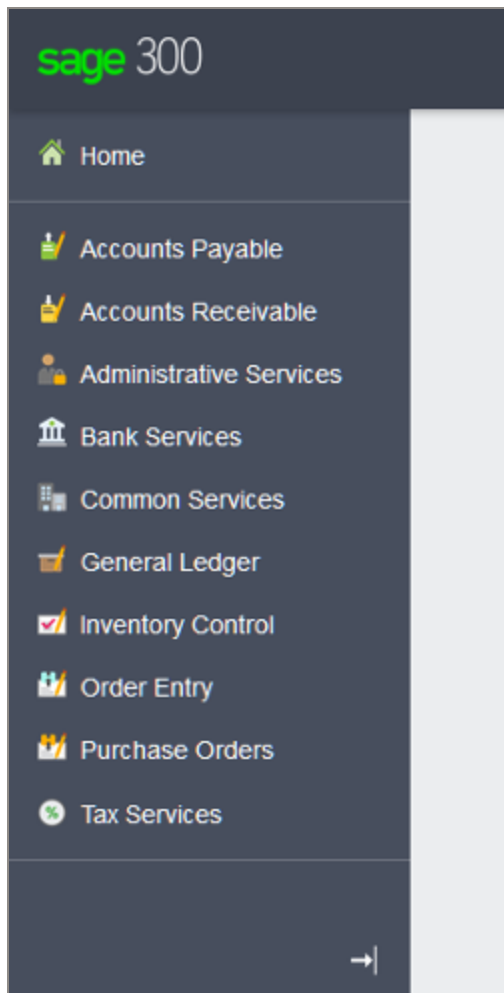 sage 300
Home
Accounts Payable
Accounts Receivable
Administrative Services
Bank Services
Common Services
General Ledger
Inventory Control
Order Entry
Purchase Orders
Tax Services